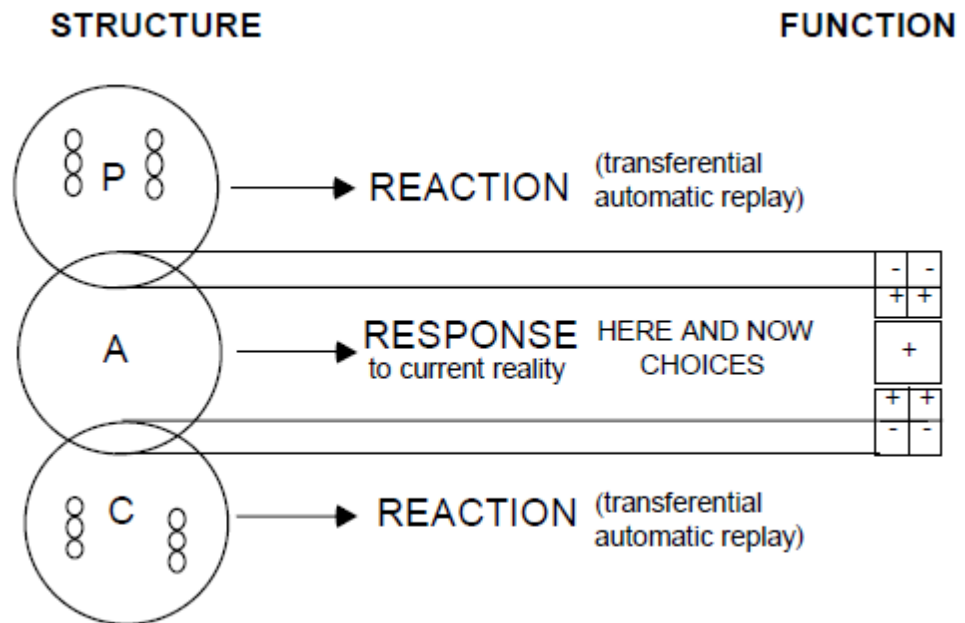 STRUCTURE
FUNCTION
P
REACTION
(transferential
automatic replay)
- -
+ +
A
RESPONSE
to current reality
HERE AND NOW
CHOICES
+
+ +
- -
C
REACTION
(transferential
automatic replay)